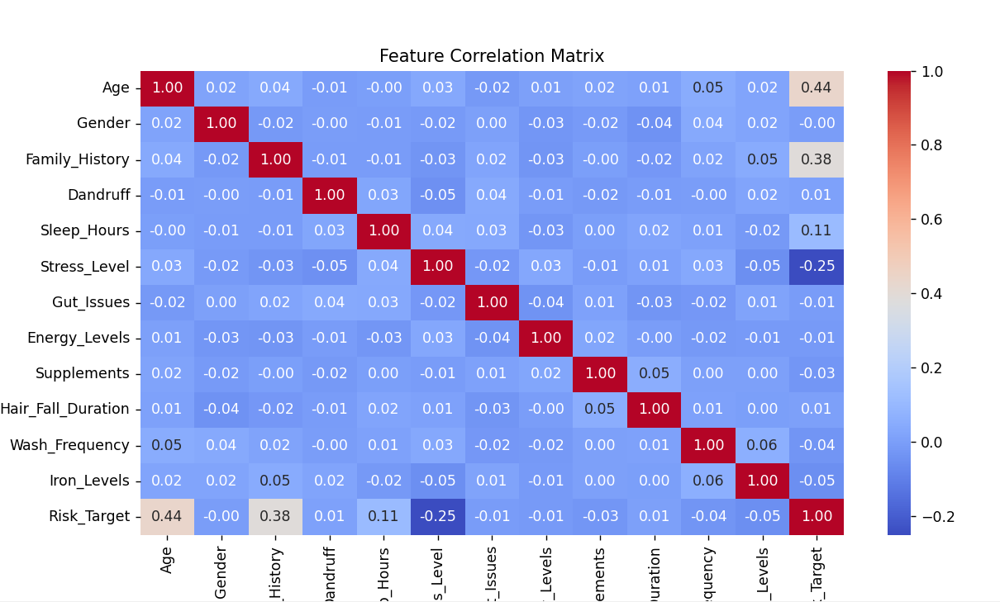 Feature Correlation Matrix
Age 1.00 0.02 0.04 -0.01 -0.00 0.03 -0.02 0.01 0.02 0.01 0.05 0.02 0.44
Gender 0.02 1.00 -0.02 -0.00 -0.01 -0.02 0.00 -0.03 -0.02 -0.04 0.04 0.02 -0.00
Family_History 0.04 -0.02 1.00 -0.01 -0.01 -0.03 0.02 -0.03 -0.00 -0.02 0.02 0.05 0.38
Dandruff -0.01 -0.00 -0.01 1.00 0.03 -0.05 0.04 -0.01 -0.02 -0.01 -0.00 0.02 0.01
Sleep_Hours -0.00 -0.01 -0.01 0.03 1.00 0.04 0.03 -0.03 0.00 0.02 0.01 -0.02 0.11
Stress_Level 0.03 -0.02 -0.03 -0.05 0.04 1.00 -0.02 0.03 -0.01 0.01 0.03 -0.05 -0.25
Gut_Issues -0.02 0.00 0.02 0.04 0.03 -0.02 1.00 -0.04 0.01 -0.03 -0.02 0.01 -0.01
Energy_Levels 0.01 -0.03 -0.03 -0.01 -0.03 0.03 -0.04 1.00 0.02 -0.00 -0.02 -0.01 -0.01
Supplements 0.02 -0.02 -0.00 -0.02 0.00 -0.01 0.01 0.02 1.00 0.05 0.00 0.00 -0.03
Hair_Fall_Duration 0.01 -0.04 -0.02 -0.01 0.02 0.01 -0.03 -0.00 0.05 1.00 0.01 0.00 0.01
Wash_Frequency 0.05 0.04 0.02 -0.00 0.01 0.03 -0.02 -0.02 0.00 0.01 1.00 0.06 -0.04
Iron_Levels 0.02 0.02 0.05 0.02 -0.02 -0.05 0.01 -0.01 0.00 0.00 0.06 1.00 -0.05
Risk_Target 0.44 -0.00 0.38 0.01 0.11 -0.25 -0.01 -0.01 -0.03 0.01 -0.04 -0.05 1.00
Age
Gender
_History
Dandruff
_Hours
s_Level
_Issues
_Levels
ements
Duration
equency
_Levels
_Target
1.0
0.8
0.6
0.4
0.2
0.0
−0.2